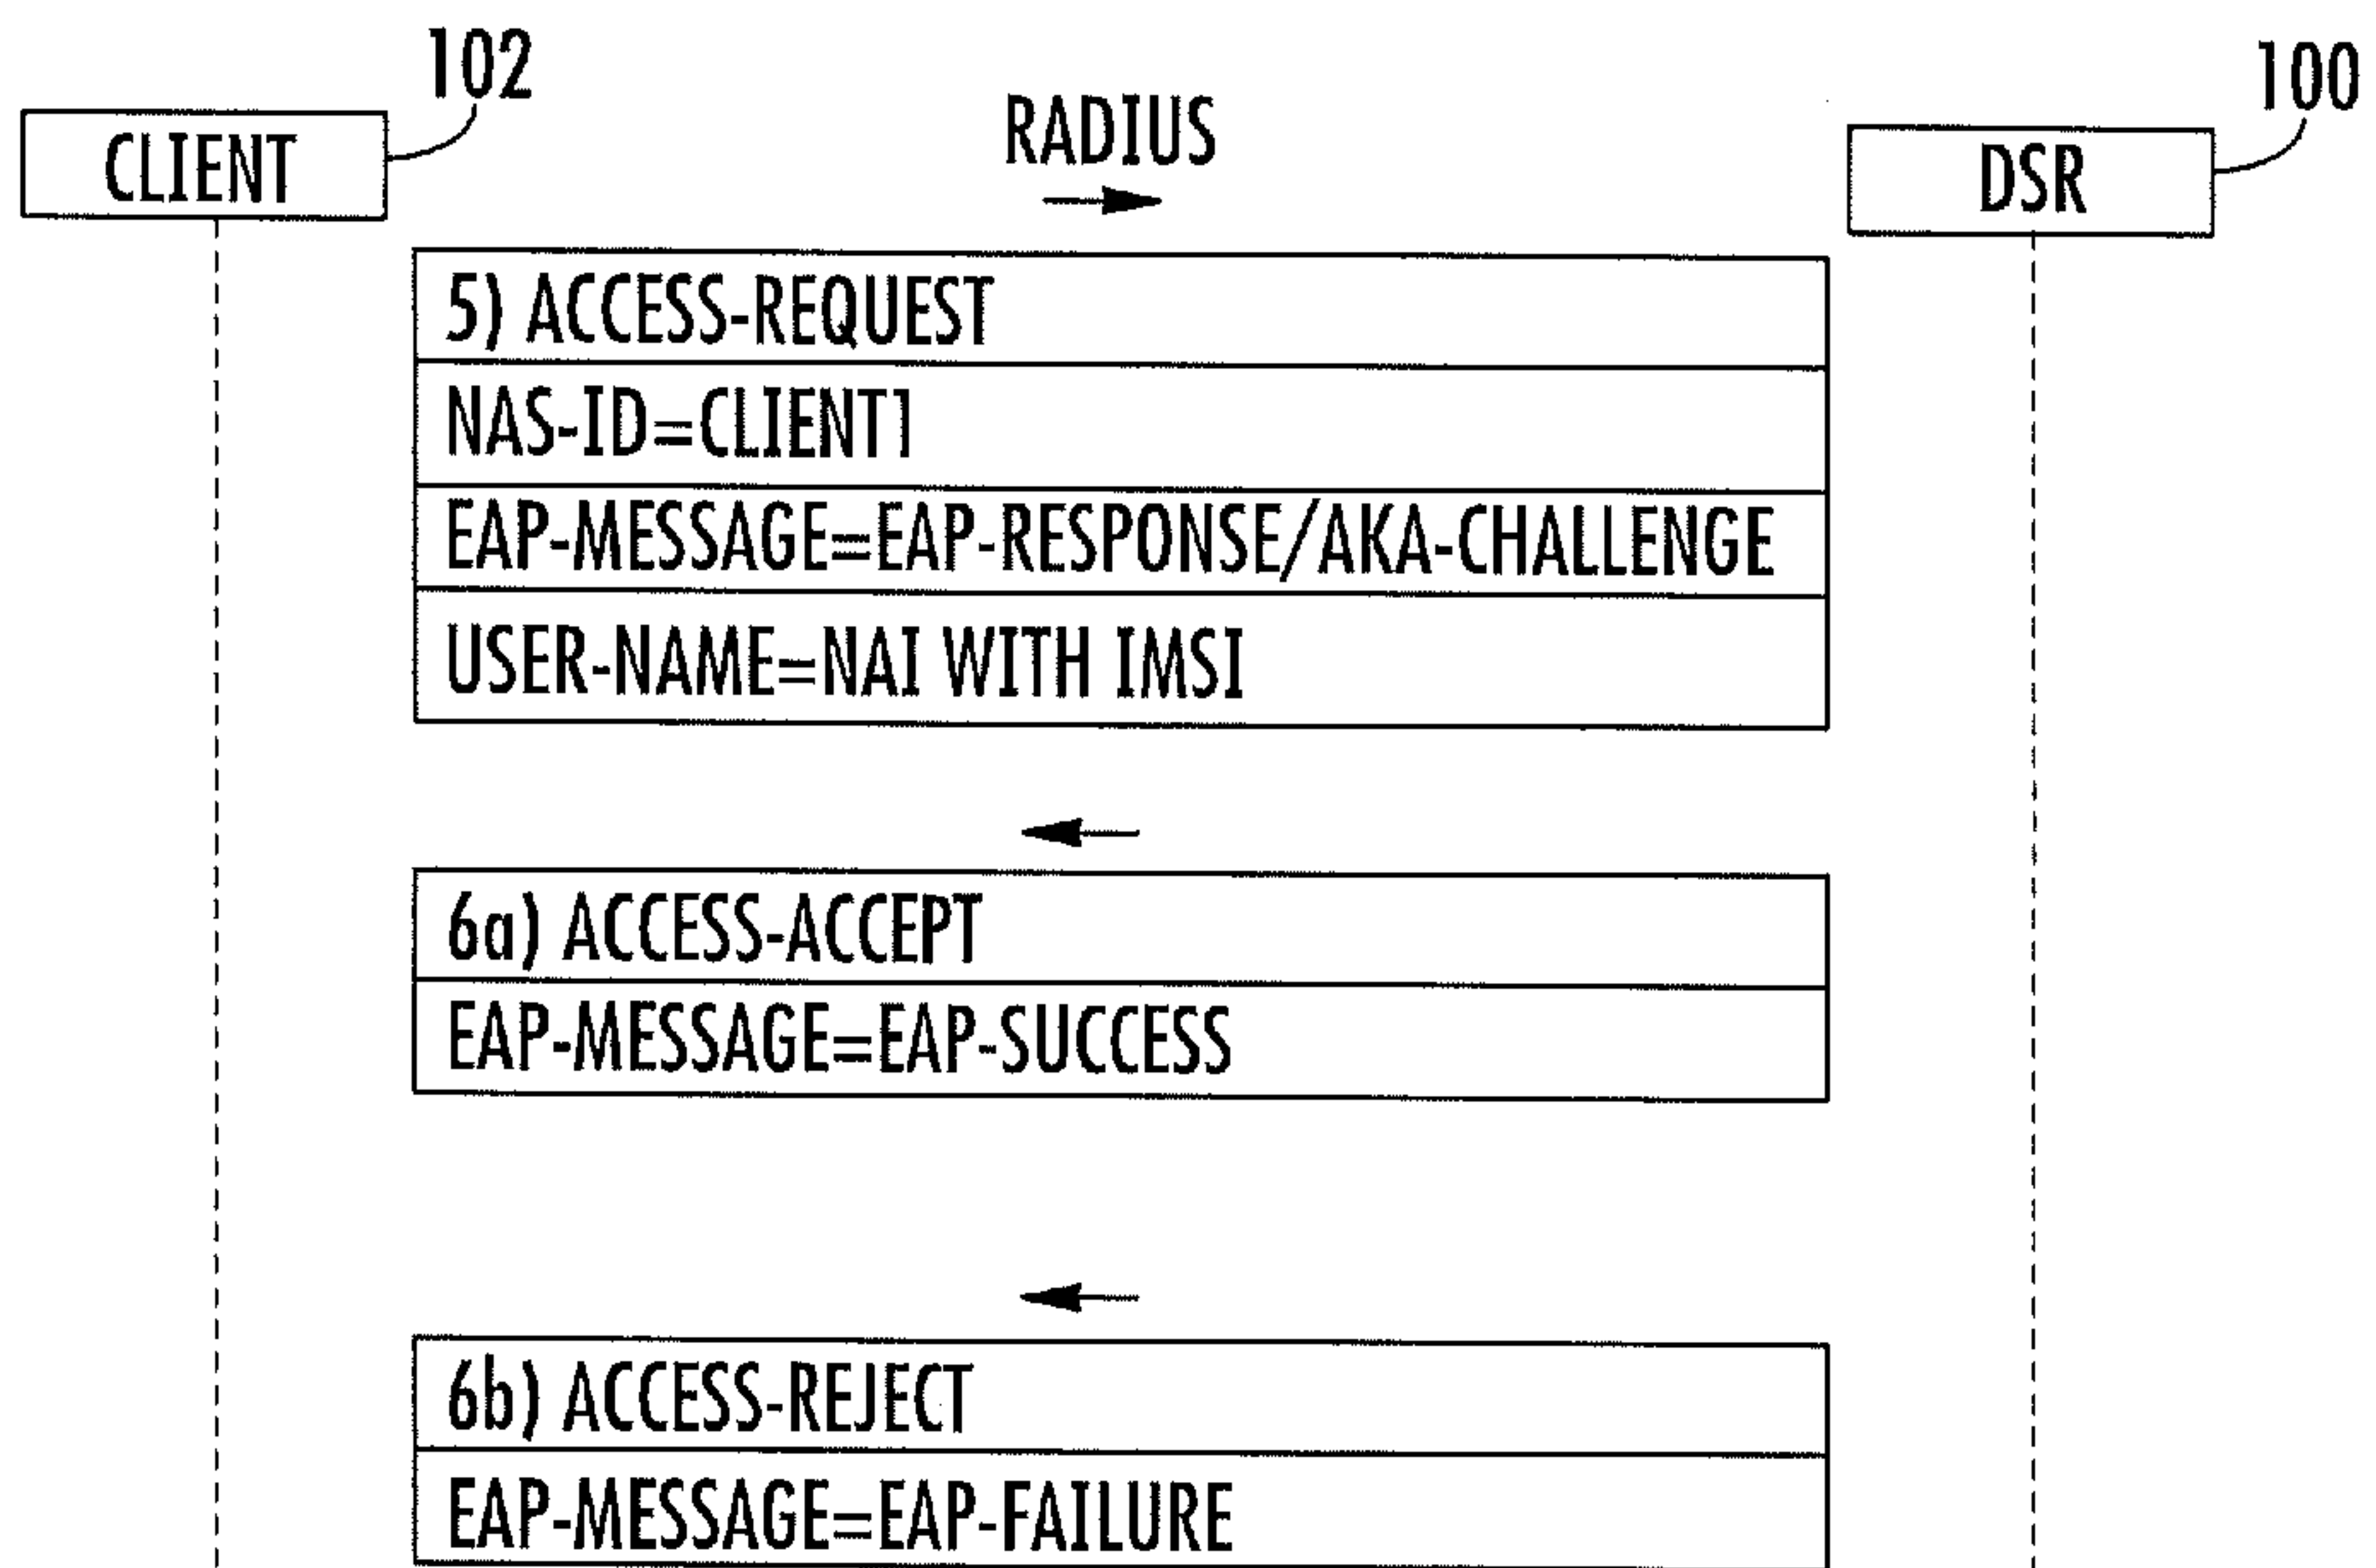 102
100
CLIENT
RADIUS
DSR
5) ACCESS-REQUEST
NAS-ID=CLIENT1
EAP-MESSAGE=EAP-RESPONSE/AKA-CHALLENGE
USER-NAME=NAI WITH IMSI
6a) ACCESS-ACCEPT
EAP-MESSAGE=EAP-SUCCESS
6b) ACCESS-REJECT
EAP-MESSAGE=EAP-FAILURE